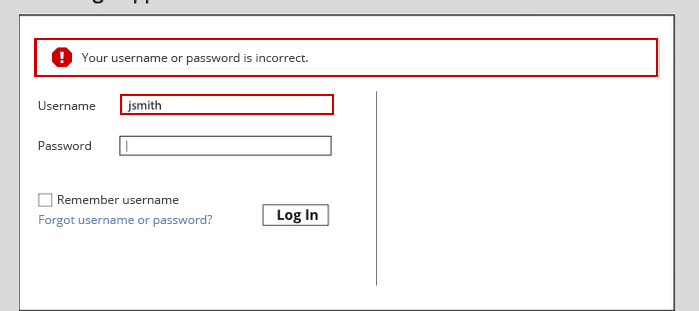 Your username or password is incorrect.
Username
jsmith
Password
Remember username
Forgot username or password?
Log In